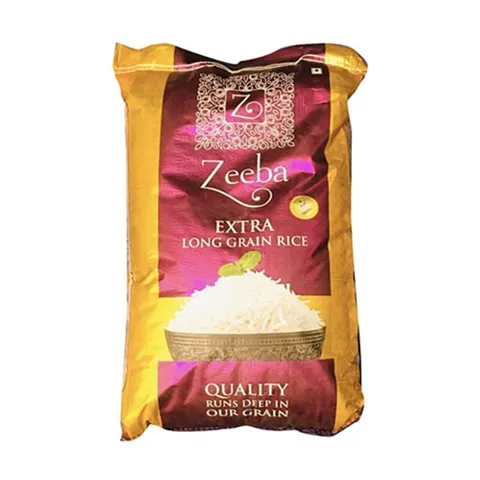 Z
Zeeba
EXTRA
LONG GRAIN RICE
QUALITY
RUNS DEEP IN
OUR GRAIN